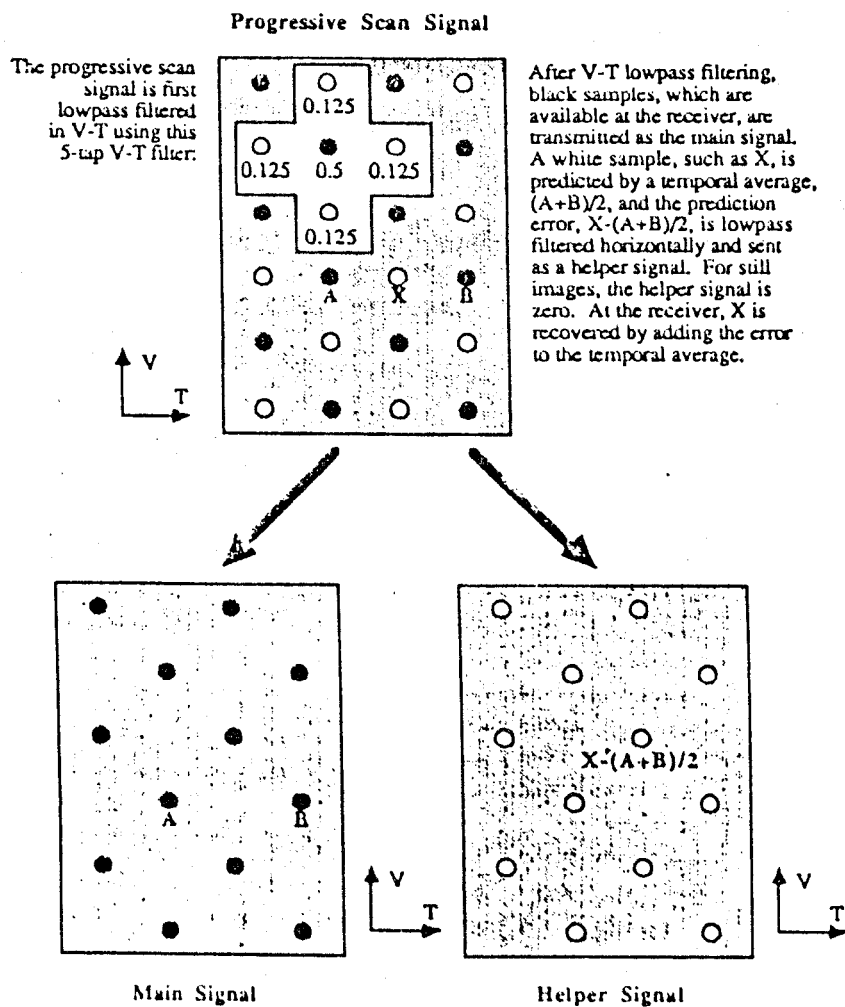 Progressive Scan Signal
The progressive scan
signal is first
lowpass filtered
in V-T using this
5-tap V-T filter:
0.125
0.125 0.5 0.125
0.125
A X B
V
T
After V-T lowpass filtering,
black samples, which are
available at the receiver, are
transmitted as the main signal.
A white sample, such as X, is
predicted by a temporal average,
(A+B)/2, and the prediction
error, X-(A+B)/2, is lowpass
filtered horizontally and sent
as a helper signal. For still
images, the helper signal is
zero. At the receiver, X is
recovered by adding the error
to the temporal average.
A B
V
T
Main Signal
X-(A+B)/2
V
T
Helper Signal